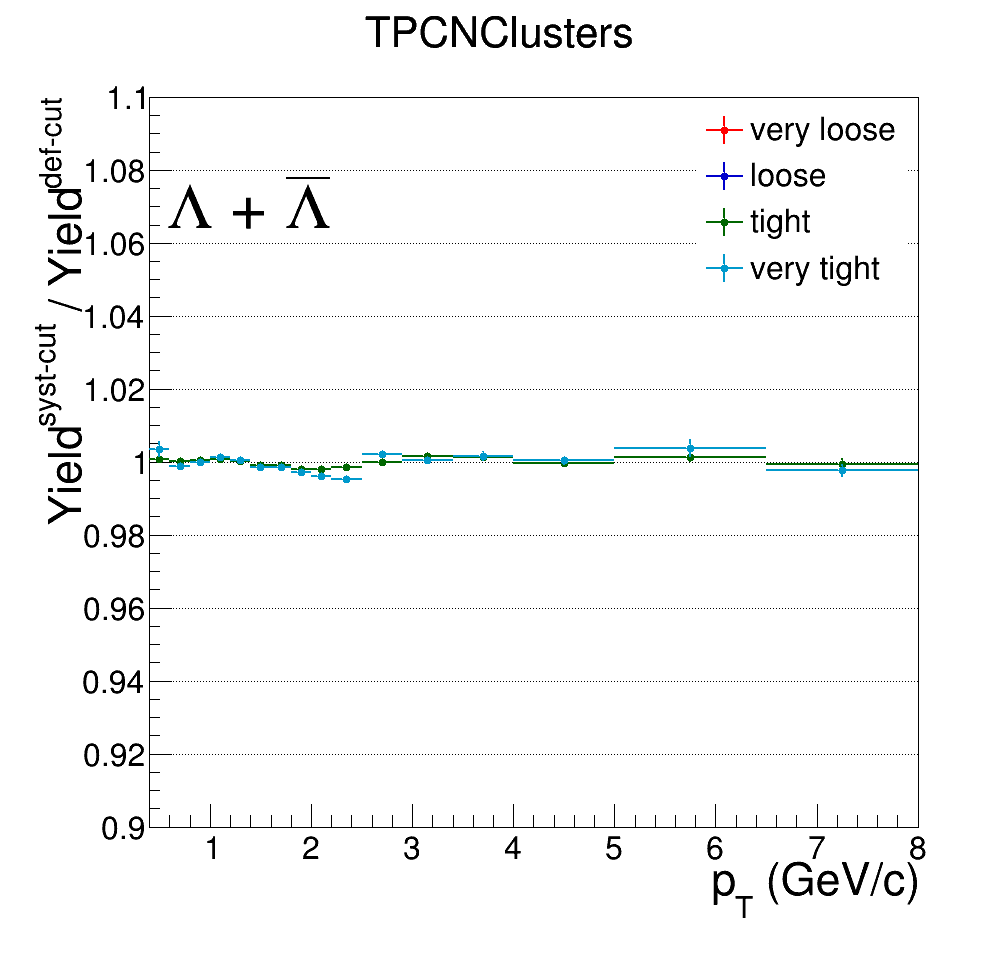 TPCNClusters
Yield^syst-cut / Yield^def-cut
1.1
1.08
1.06
1.04
1.02
1
0.98
0.96
0.94
0.92
0.9
Λ + Λ̅
very loose
loose
tight
very tight
1 2 3 4 5 6 7 8
p_T (GeV/c)